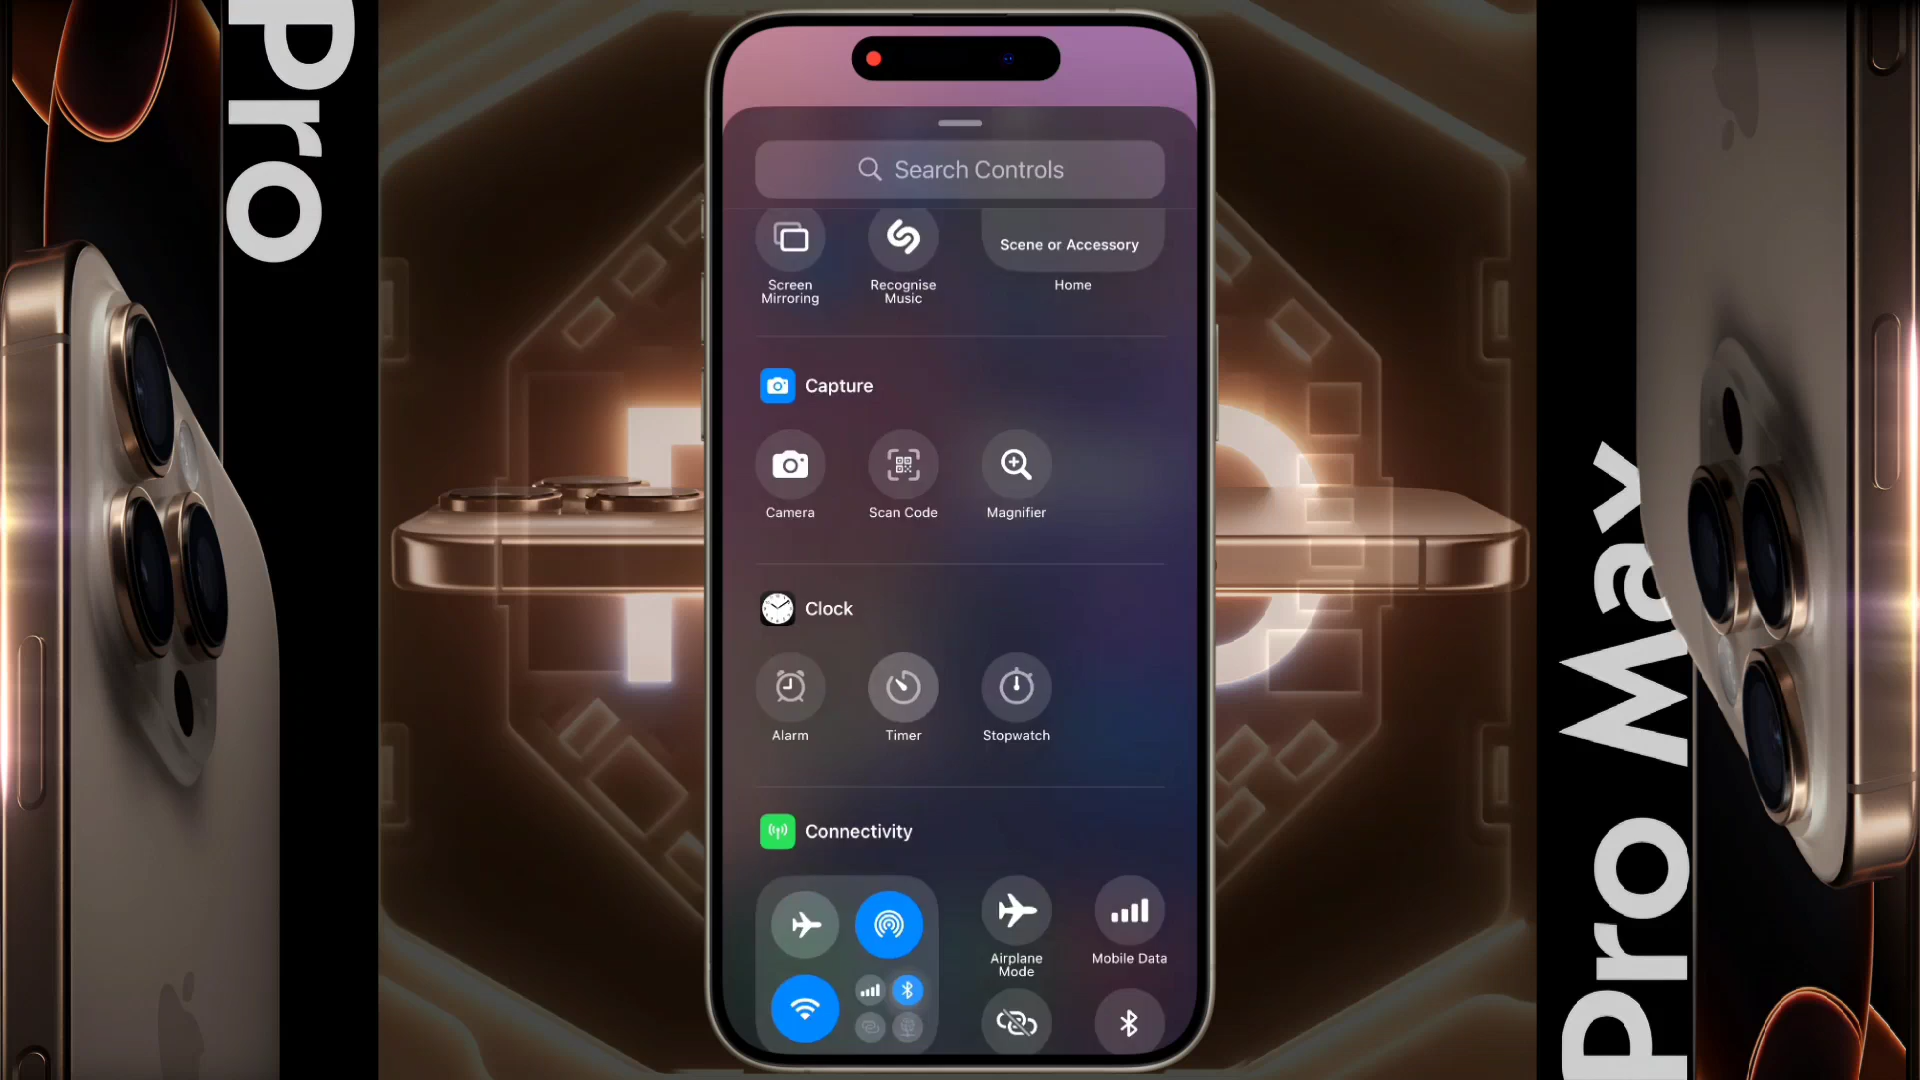 Pro
Search Controls
Scene or Accessory
Screen
Mirroring
Recognise
Music
Home
Capture
Camera
Scan Code
Magnifier
Clock
Alarm
Timer
Stopwatch
Connectivity
Airplane
Mode
Mobile Data
Pro Max